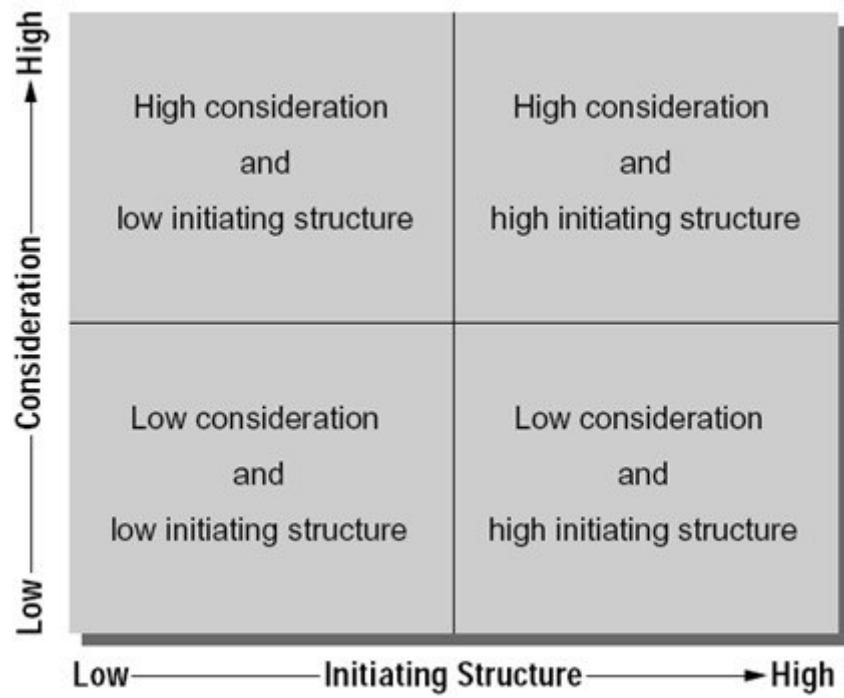 High
Consideration
Low
High consideration
and
low initiating structure
High consideration
and
high initiating structure
Low consideration
and
low initiating structure
Low consideration
and
high initiating structure
Low
Initiating Structure
High